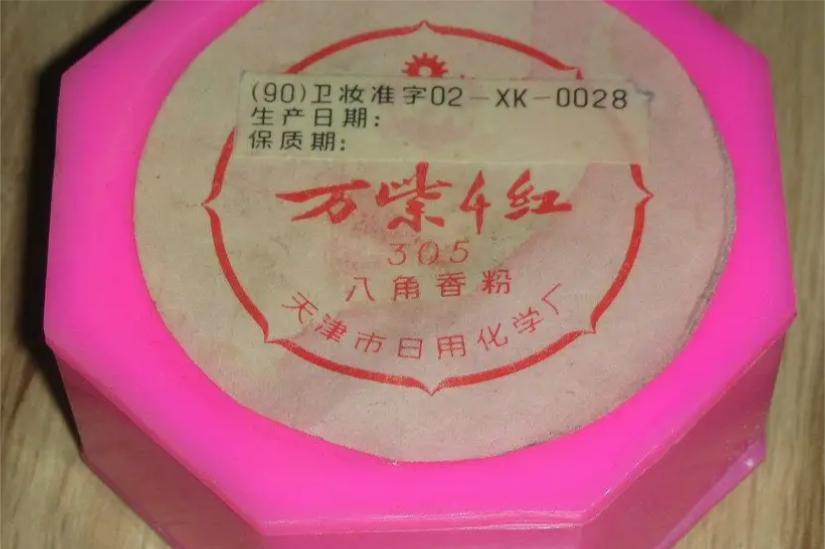 (90)卫妆准字02-XK-0028
生产日期:
保质期:
万紫千红
305
八角香粉
天津市日用化学厂